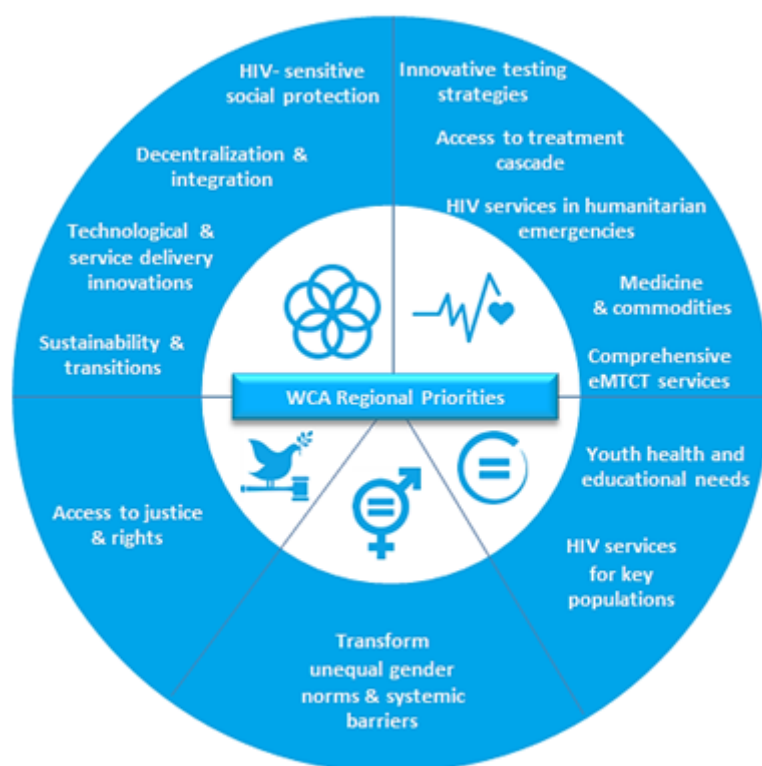 HIV- sensitive
social protection
Decentralization &
integration
Technological &
service delivery
innovations
Sustainability &
transitions
Innovative testing
strategies
Access to treatment
cascade
HIV services in humanitarian
emergencies
Medicine
& commodities
Comprehensive
eMTCT services
WCA Regional Priorities
Access to justice
& rights
Youth health and
educational needs
HIV services
for key
populations
Transform
unequal gender
norms & systemic
barriers